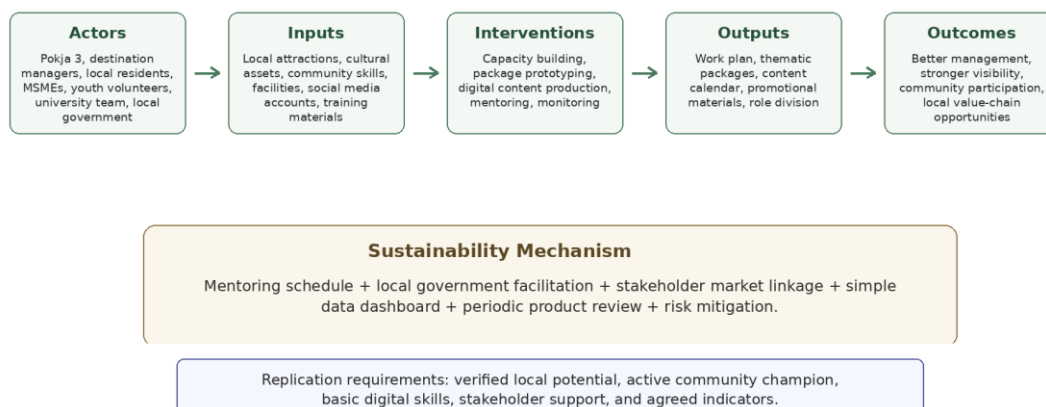 Actors
Pokja 3, destination
managers, local residents,
MSMEs, youth volunteers,
university team, local
government
Inputs
Local attractions, cultural
assets, community skills,
facilities, social media
accounts, training
materials
Interventions
Capacity building,
package prototyping,
digital content production,
mentoring, monitoring
Outputs
Work plan, thematic
packages, content
calendar, promotional
materials, role division
Outcomes
Better management,
stronger visibility,
community participation,
local value-chain
opportunities
Sustainability Mechanism
Mentoring schedule + local government facilitation + stakeholder market linkage + simple
data dashboard + periodic product review + risk mitigation.
Replication requirements: verified local potential, active community champion,
basic digital skills, stakeholder support, and agreed indicators.